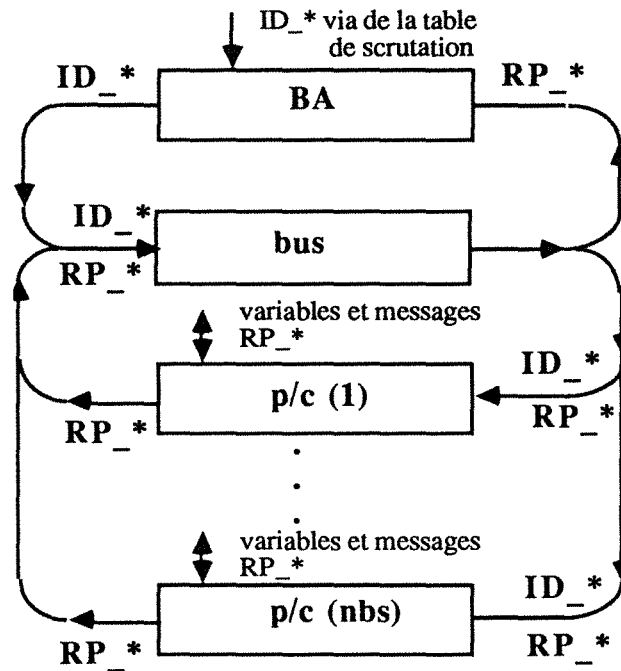 ID_* via de la table
de scrutation
ID_*
BA
RP_*
ID_*
bus
RP_*
variables et messages
RP_*
ID_*
p/c (1)
RP_*
RP_*
.
.
.
variables et messages
RP_*
ID_*
p/c (nbs)
RP_*
RP_*